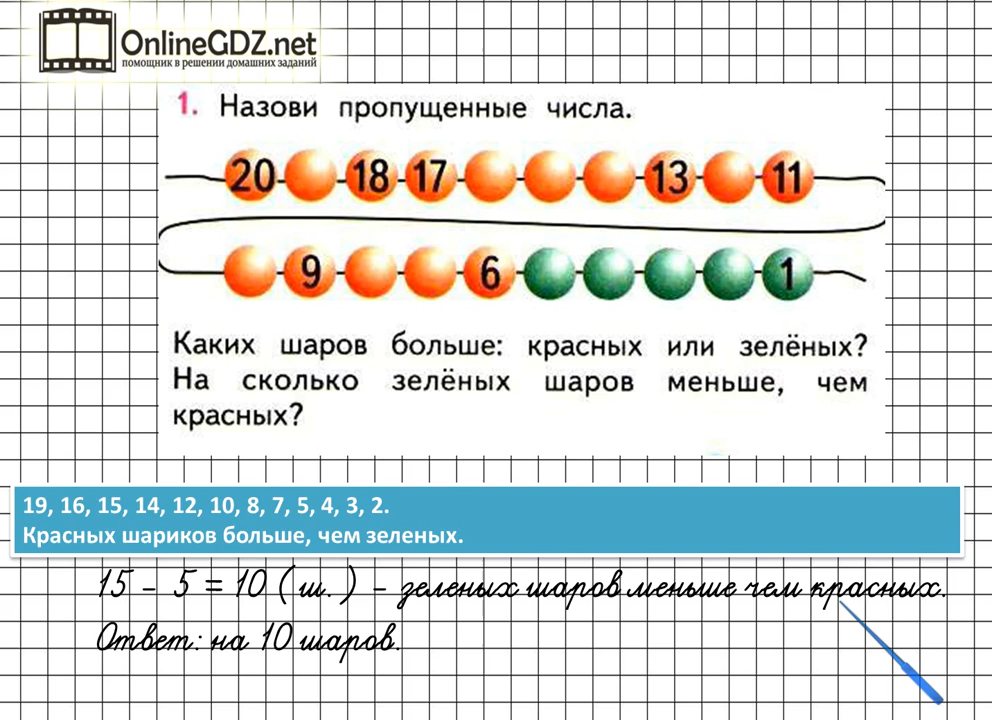 OnlineGDZ.net
помощник в решении домашних заданий
1. Назови пропущенные числа.
20 18 17 13 11
9 6 1
Каких шаров больше: красных или зелёных?
На сколько зелёных шаров меньше, чем
красных?
19, 16, 15, 14, 12, 10, 8, 7, 5, 4, 3, 2.
Красных шариков больше, чем зеленых.
15 - 5 = 10 (ш.) - зеленых шаров меньше чем красных.
Ответ: на 10 шаров.